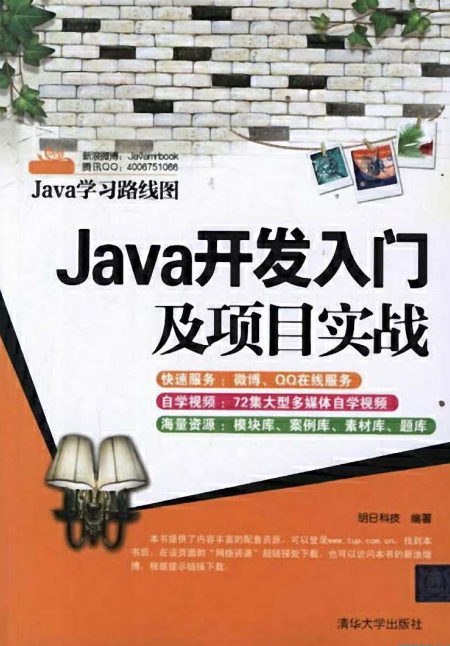 新浪微博：Javamrbook
腾讯QQ：4006751066
Java学习路线图
Java开发入门
及项目实战
快速服务：微博、QQ在线服务
自学视频：72集大型多媒体自学视频
海量资源：模块库、案例库、素材库、题库
明日科技 编著
本书提供了内容丰富的配套资源，可以登录www.tup.com.cn，找到本
书后，在该页面的“网络资源”超链接处下载，也可以访问本书的新浪微
博，根据提示链接下载。
清华大学出版社